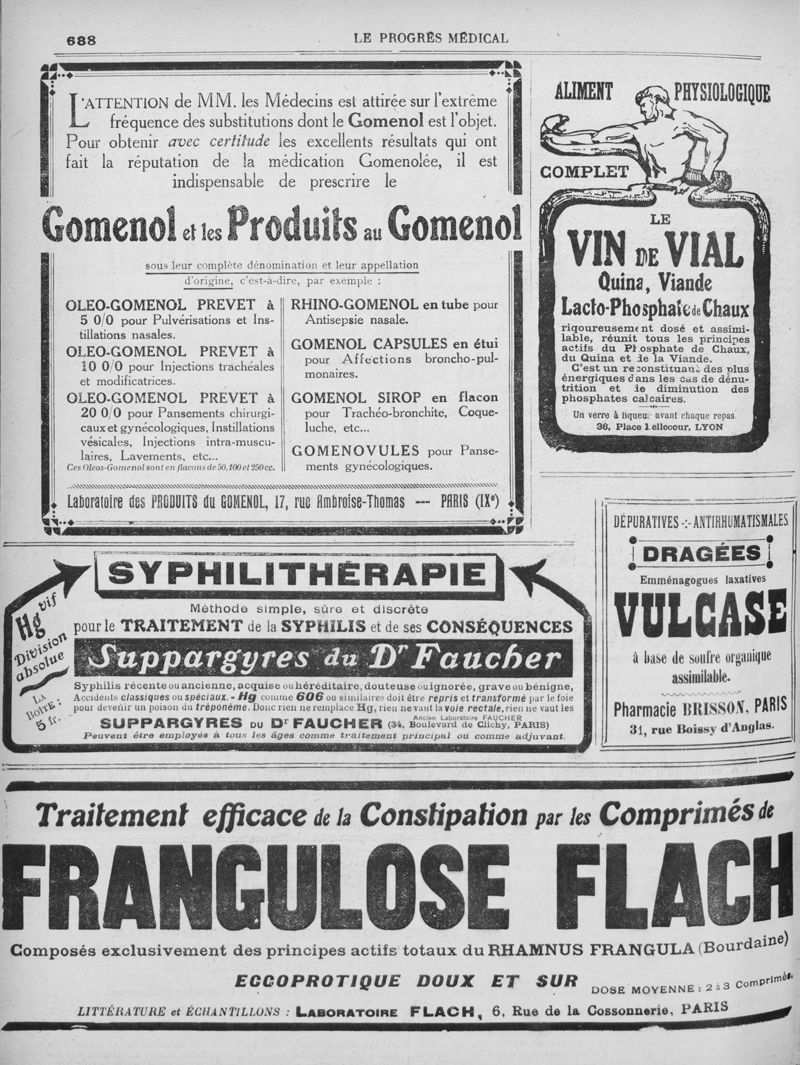 688
LE PROGRÈS MÉDICAL
L'ATTENTION de MM. les Médecins est attirée sur l'extrême
fréquence des substitutions dont le Gomenol est l'objet.
Pour obtenir avec certitude les excellents résultats qui ont
fait la réputation de la médication Gomenolée, il est
indispensable de prescrire le
Gomenol et les Produits au Gomenol
sous leur complète dénomination et leur appellation
d'origine, c'est-à-dire, par exemple :
OLEO-GOMENOL PREVET à
5 0/0 pour Pulvérisations et Ins-
tillations nasales.
OLEO-GOMENOL PREVET à
10 0/0 pour Injections trachéales
et modificatrices.
OLEO-GOMENOL PREVET à
20 0/0 pour Pansements chirurgi-
caux et gynécologiques, Instillations
vésicales, Injections intra-muscu-
laires, Lavements, etc...
Ces Oleos-Gomenol sont en flacons de 50, 100 et 250 cc.
RHINO-GOMENOL en tube pour
Antisepsie nasale.
GOMENOL CAPSULES en étui
pour Affections broncho-pul-
monaires.
GOMENOL SIROP en flacon
pour Trachéo-bronchite, Coque-
luche, etc...
GOMENOVULES pour Panse-
ments gynécologiques.
Laboratoire des PRODUITS du GOMENOL, 17, rue Ambroise-Thomas --- PARIS (IXe)
ALIMENT PHYSIOLOGIQUE
COMPLET
LE
VIN DE VIAL
Quina, Viande
Lacto-Phosphate de Chaux
rigoureusement dosé et assimi-
lable, réunit tous les principes
actifs du Phosphate de Chaux,
du Quina et de la Viande.
C'est un reconstituant des plus
énergiques dans les cas de dénu-
trition et de diminution des
phosphates calcaires.
Un verre à liqueur avant chaque repas.
36, Place Bellecour, LYON
SYPHILITHÉRAPIE
Hg vif
Division
absolue
LA
BOÎTE :
5 fr.
Méthode simple, sûre et discrète
pour le TRAITEMENT de la SYPHILIS et de ses CONSÉQUENCES
Suppargyres du Dr Faucher
Syphilis récente ou ancienne, acquise ou héréditaire, douteuse ou ignorée, grave ou bénigne,
Accidents classiques ou spéciaux. - Hg comme 606 ou similaires doit être repris et transformé par le foie
pour devenir un poison du tréponème. Donc rien ne remplace Hg, rien ne vaut la voie rectale, rien ne vaut les
SUPPARGYRES DU Dr FAUCHER (34, Ancien Laboratoire FAUCHER Boulevard de Clichy, PARIS)
Peuvent être employés à tous les âges comme traitement principal ou comme adjuvant.
DÉPURATIVES -:- ANTIRHUMATISMALES
DRAGÉES
Emménagogues laxatives
VULCASE
à base de soufre organique
assimilable.
Pharmacie BRISSON, PARIS
31, rue Boissy d'Anglas.
Traitement efficace de la Constipation par les Comprimés de
FRANGULOSE FLACH
Composés exclusivement des principes actifs totaux du RHAMNUS FRANGULA (Bourdaine)
ECCOPROTIQUE DOUX ET SUR
DOSE MOYENNE : 2 à 3 Comprimés.
LITTÉRATURE et ÉCHANTILLONS : LABORATOIRE FLACH, 6, Rue de la Cossonnerie, PARIS